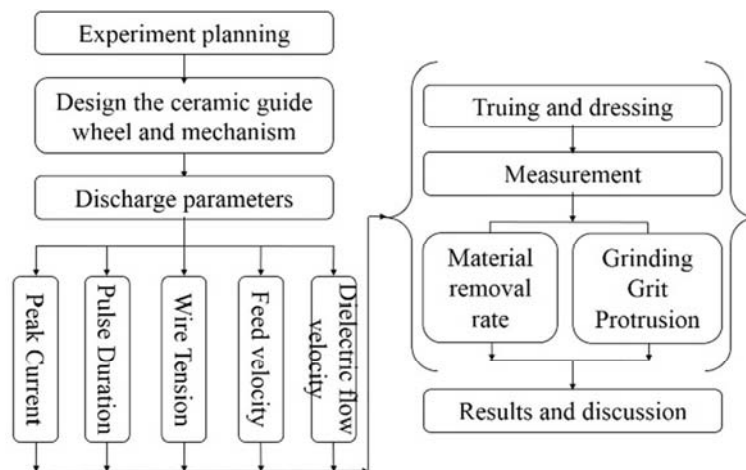 Experiment planning
Design the ceramic guide
wheel and mechanism
Discharge parameters
Peak Current
Pulse Duration
Wire Tension
Feed velocity
Dielectric flow
velocity
Truing and dressing
Measurement
Material
removal
rate
Grinding
Grit
Protrusion
Results and discussion